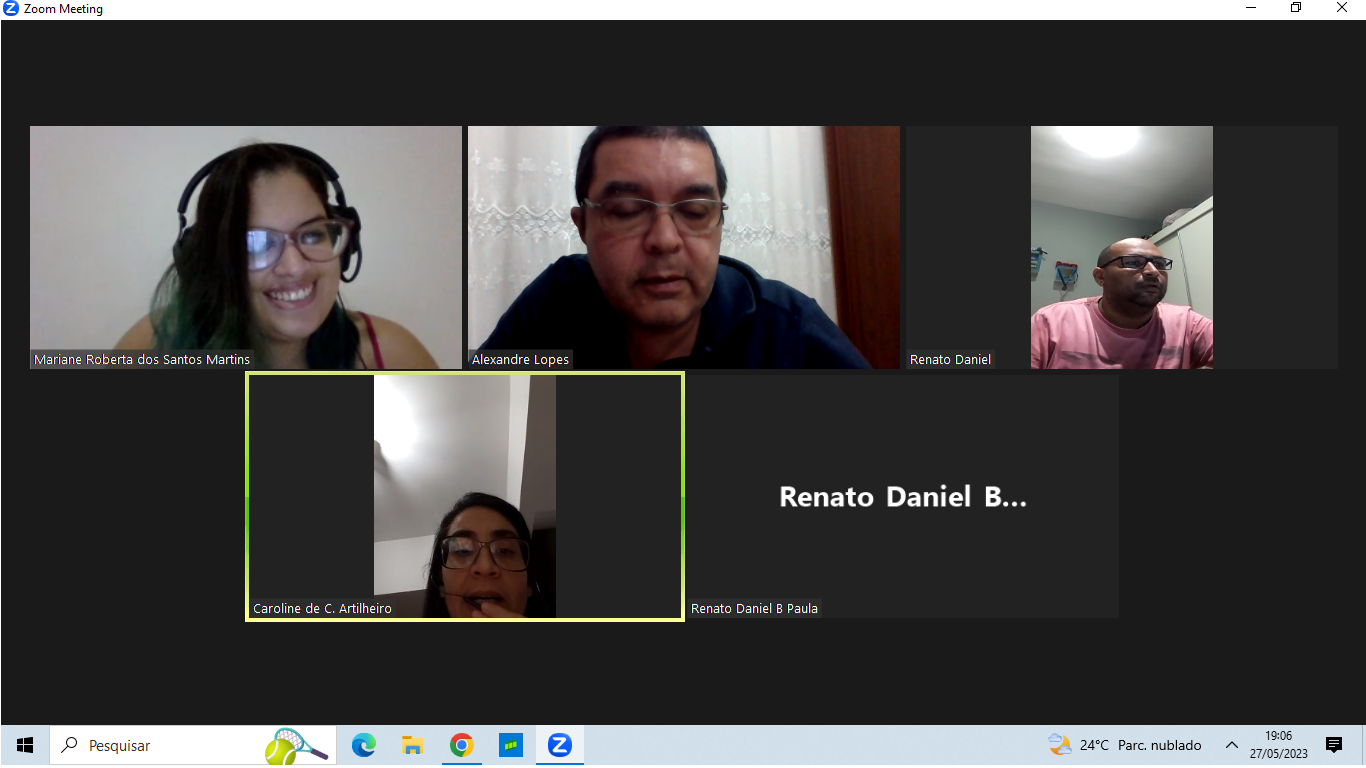 Zoom Meeting
Mariane Roberta dos Santos Martins
Alexandre Lopes
Renato Daniel
Renato Daniel B...
Caroline de C. Artilheiro
Renato Daniel B Paula
Pesquisar
24°C Parc. nublado
19:06
27/05/2023